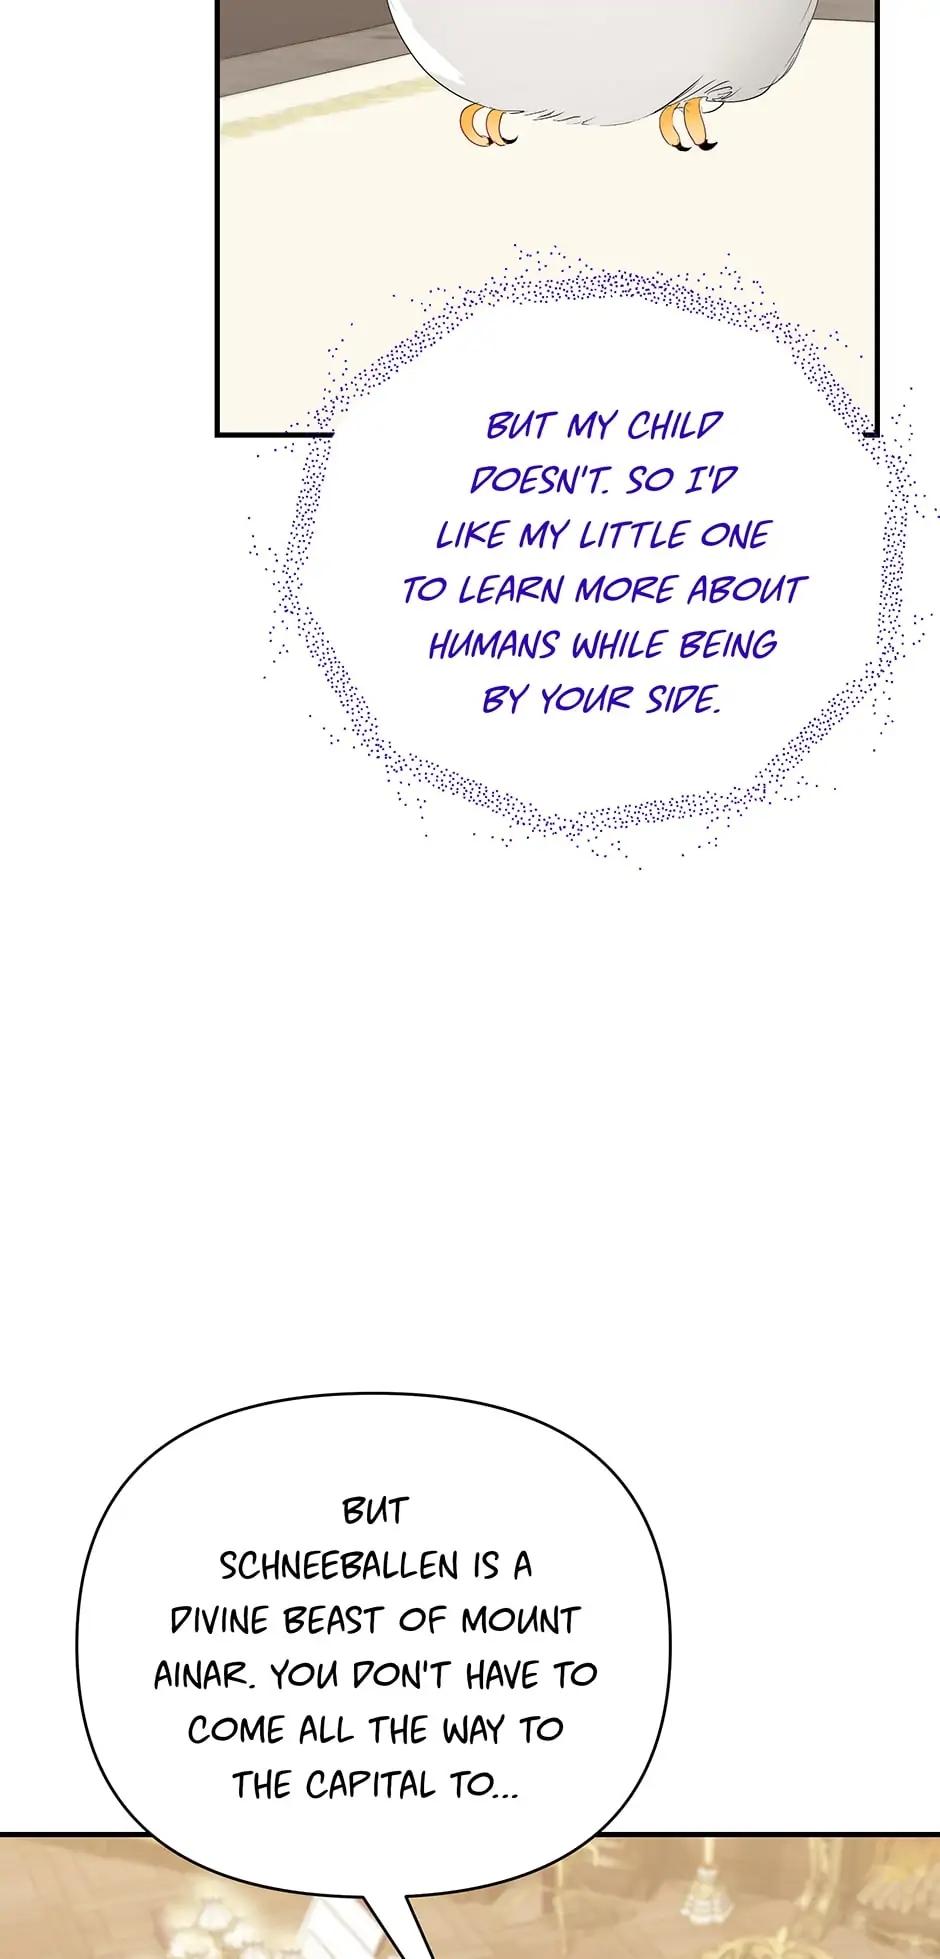 BUT MY CHILD
DOESN'T. SO I'D
LIKE MY LITTLE ONE
TO LEARN MORE ABOUT
HUMANS WHILE BEING
BY YOUR SIDE.
BUT
SCHNEEBALLEN IS A
DIVINE BEAST OF MOUNT
AINAR. YOU DON'T HAVE TO
COME ALL THE WAY TO
THE CAPITAL TO...